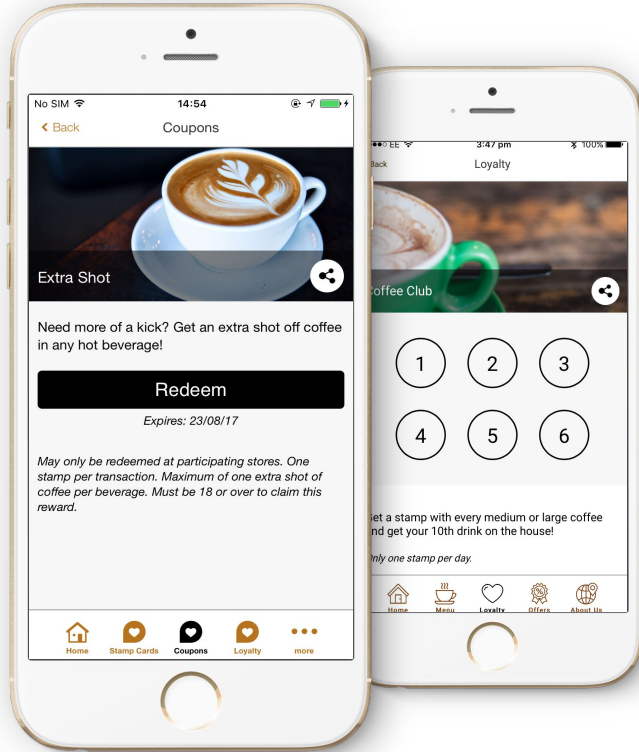 No SIM 14:54
Back Coupons
Extra Shot
Need more of a kick? Get an extra shot off coffee
in any hot beverage!
Redeem
Expires: 23/08/17
May only be redeemed at participating stores. One
stamp per transaction. Maximum of one extra shot of
coffee per beverage. Must be 18 or over to claim this
reward.
Home Stamp Cards Coupons Loyalty more
EE 3:47 pm 100%
Back Loyalty
Coffee Club
1 2 3
4 5 6
et a stamp with every medium or large coffee
nd get your 10th drink on the house!
nly one stamp per day.
Home Menu Loyalty Offers About Us